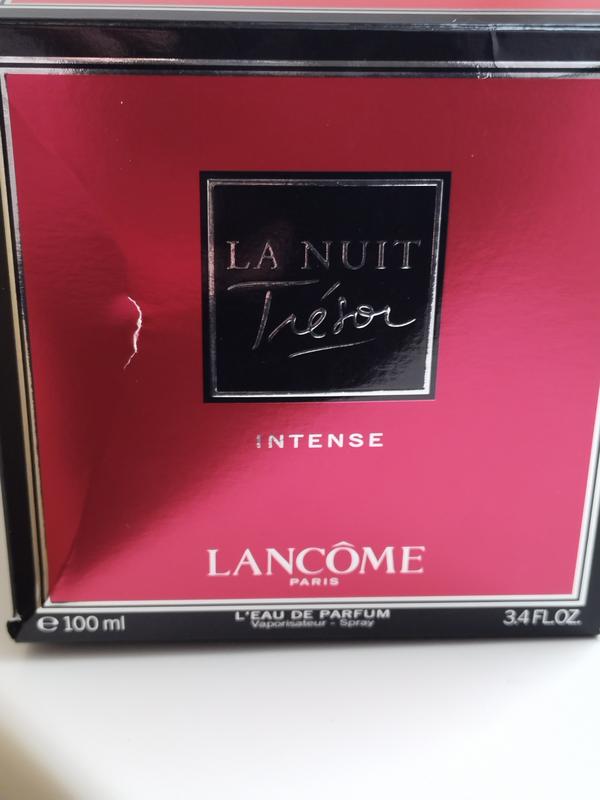 LA NUIT
Trésor
INTENSE
LANCÔME
PARIS
L'EAU DE PARFUM
℮ 100 ml
Vaporisateur - Spray
3.4 FL.OZ.